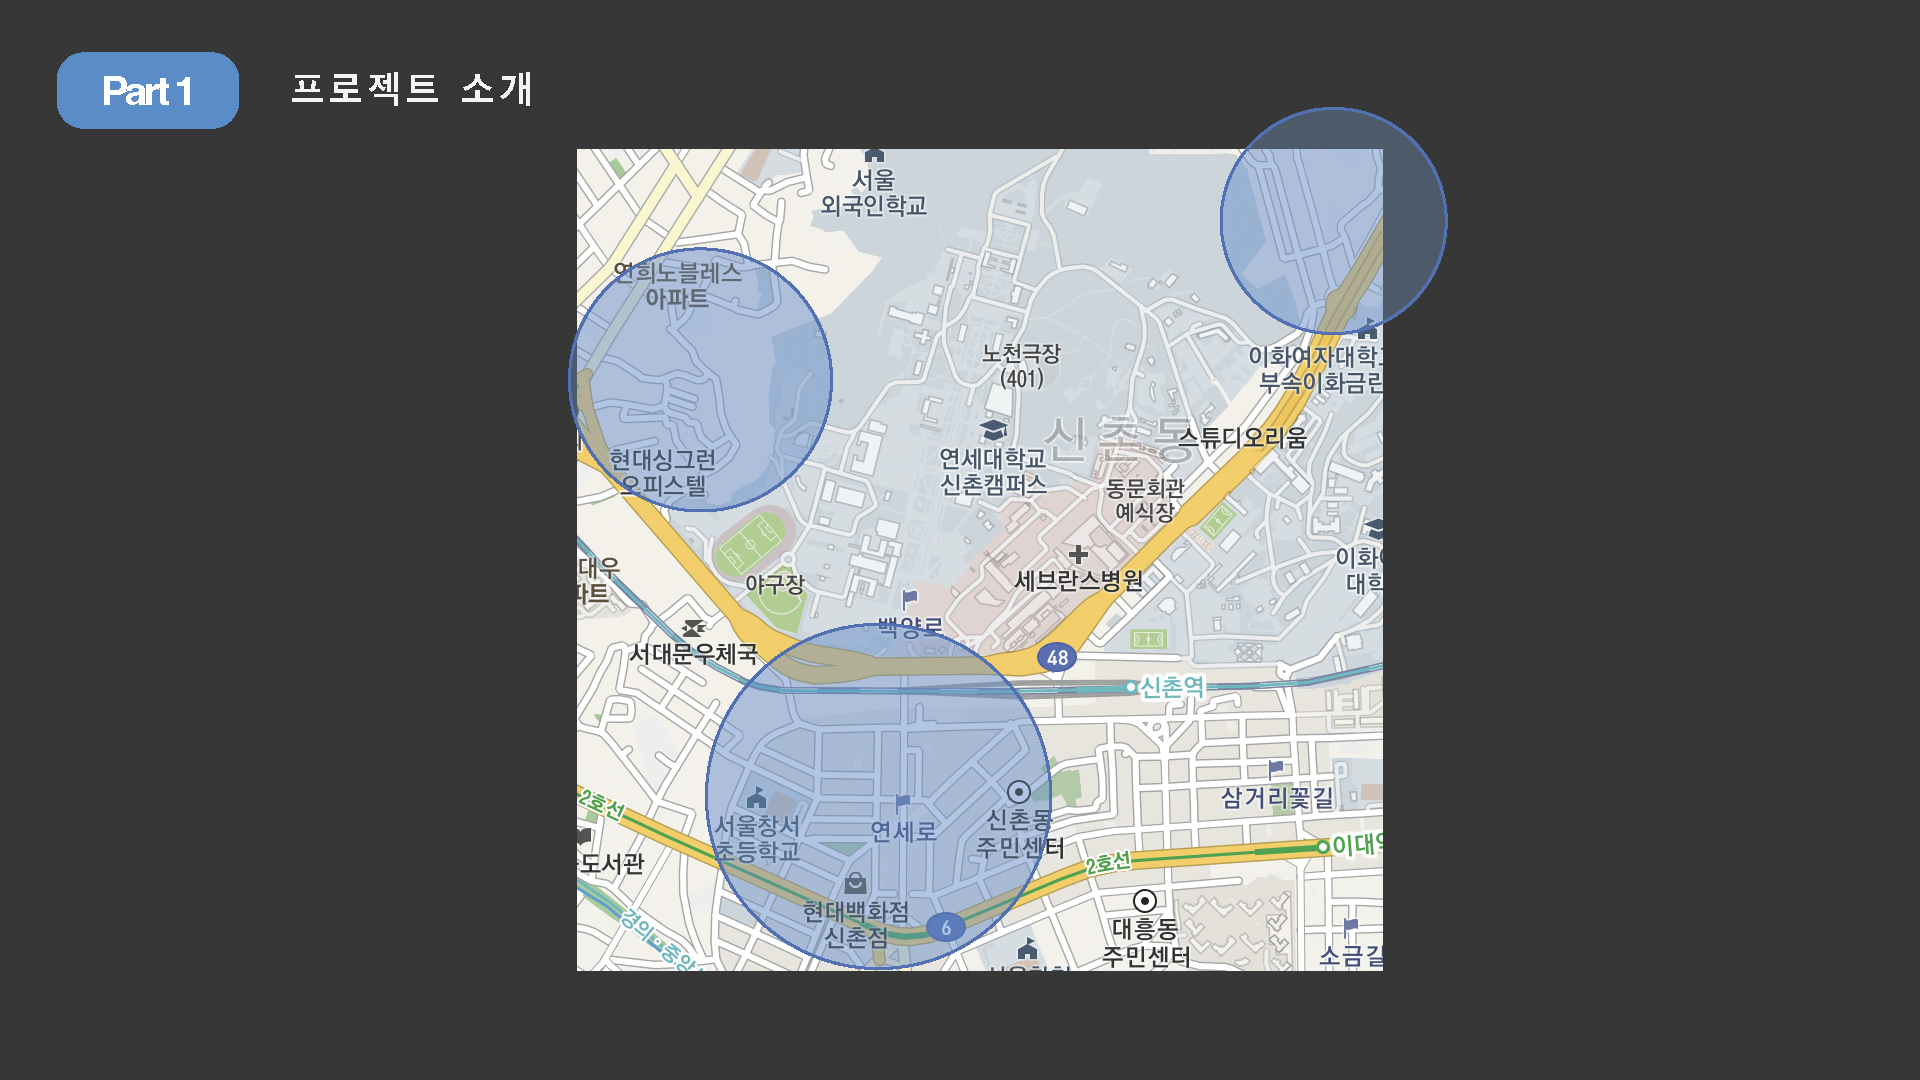 Part 1
프로젝트 소개
서울
외국인학교
연희노블레스
아파트
노천극장
(401)
이화여자대학교
부속이화금란
신촌동
스튜디오리움
현대싱그런
오피스텔
연세대학교
신촌캠퍼스
동문회관
예식장
이화여
대학
대우
파트
야구장
세브란스병원
백양로
서대문우체국
48
신촌역
2호선
삼거리꽃길
서울창서
초등학교
연세로
신촌동
주민센터
도서관
2호선
이대역
현대백화점
신촌점
6
경의·중앙
대흥동
주민센터
소금길